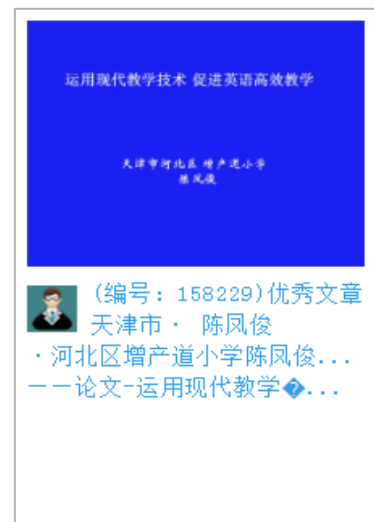 运用现代教学技术 促进英语高效教学
天津市河北区 增产道小学
陈凤俊
(编号：158229)优秀文章
天津市· 陈凤俊
·河北区增产道小学陈凤俊...
－－论文-运用现代教学�...